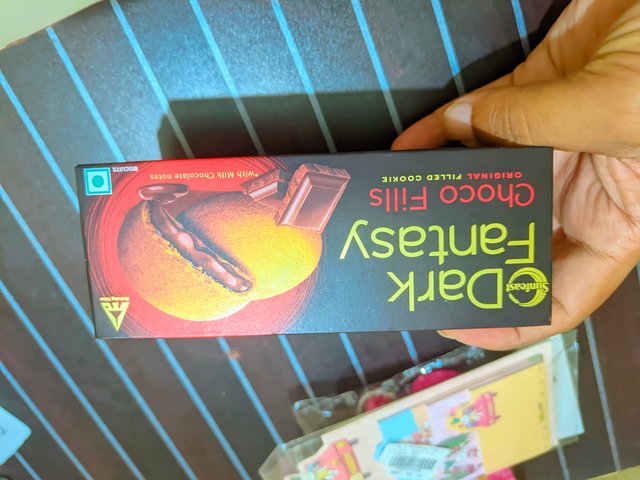 Sunfeast
Dark
Fantasy
Choco Fills
ORIGINAL FILLED COOKIE
*with Milk Chocolate notes
BISCUITS